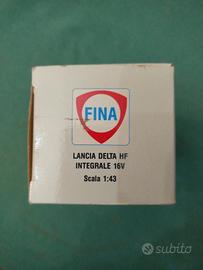 FINA
LANCIA DELTA HF
INTEGRALE 16V
Scala 1:43
subito